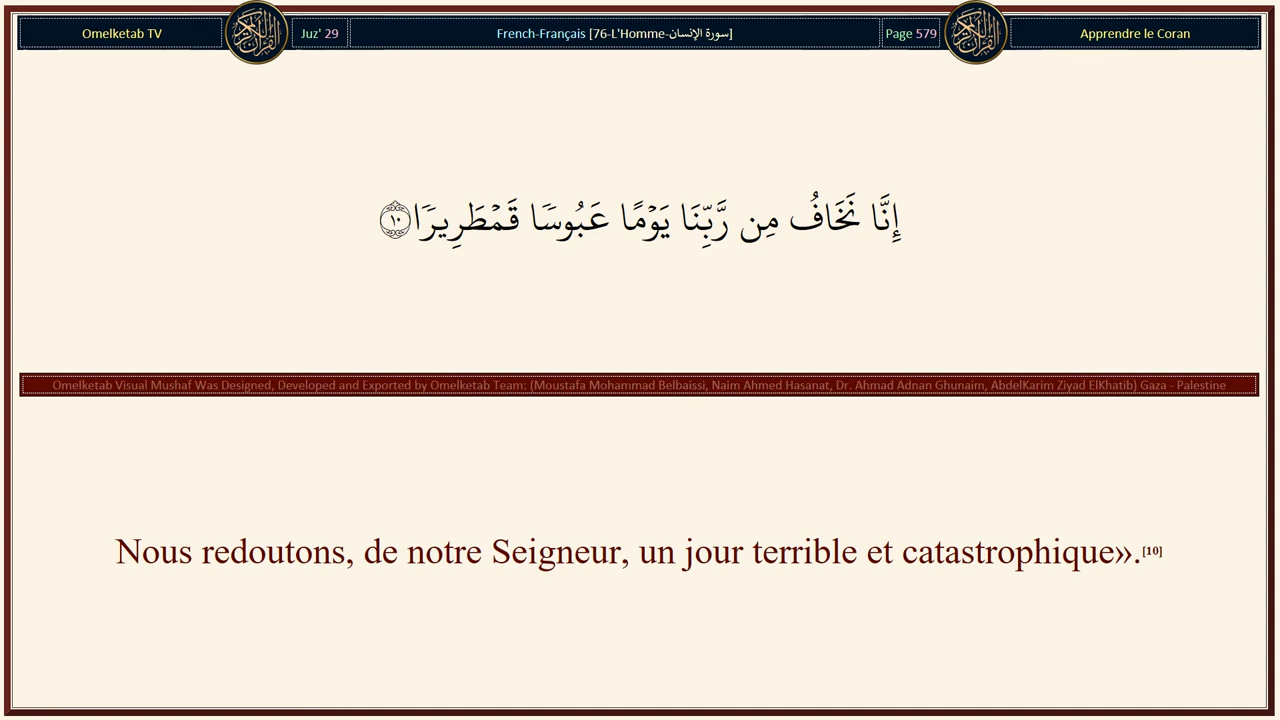 Omelketab TV
Juz' 29
French-Français [76-L'Homme-سورة الإنسان]
Page 579
Apprendre le Coran
إِنَّا نَخَافُ مِن رَّبِّنَا يَوْمًا عَبُوسًا قَمْطَرِيرًا ١٠
Omelketab Visual Mushaf Was Designed, Developed and Exported by Omelketab Team: (Moustafa Mohammad Belbaissi, Naim Ahmed Hasanat, Dr. Ahmad Adnan Ghunaim, AbdelKarim Ziyad ElKhatib) Gaza - Palestine
Nous redoutons, de notre Seigneur, un jour terrible et catastrophique».[10]